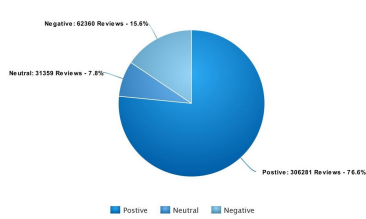 Negative: 62360 Reviews - 15.6%
Neutral: 31359 Reviews - 7.8%
Postive: 306281 Reviews - 76.6%
Postive Neutral Negative